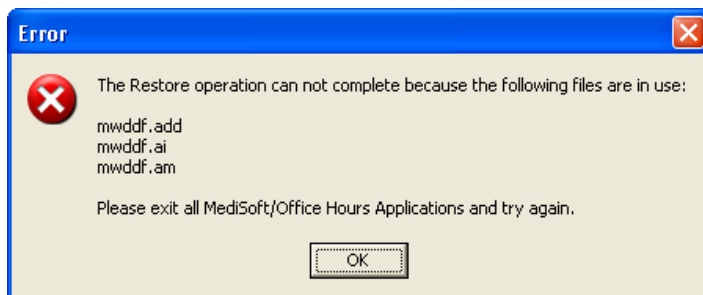 Error
The Restore operation can not complete because the following files are in use:
mwddf.add
mwddf.ai
mwddf.am
Please exit all MediSoft/Office Hours Applications and try again.
OK